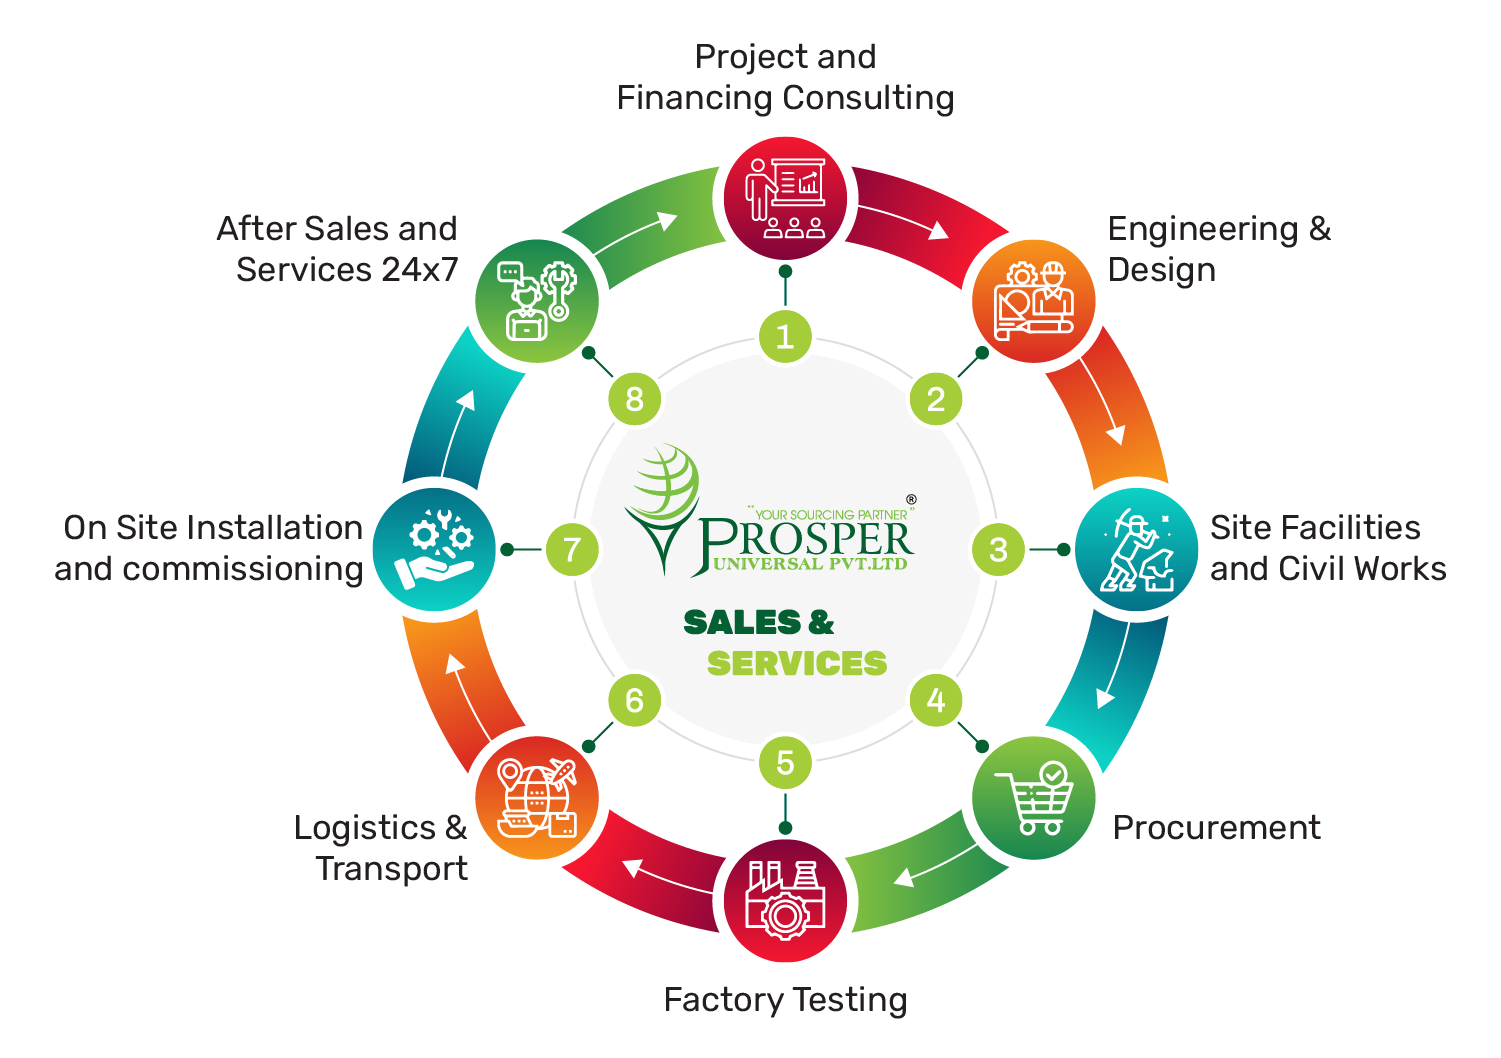 Project and
Financing Consulting
Engineering &
Design
Site Facilities
and Civil Works
Procurement
Factory Testing
Logistics &
Transport
On Site Installation
and commissioning
After Sales and
Services 24x7
1
2
3
4
5
6
7
8
"YOUR SOURCING PARTNER"
®
PROSPER
UNIVERSAL PVT.LTD
SALES &
SERVICES